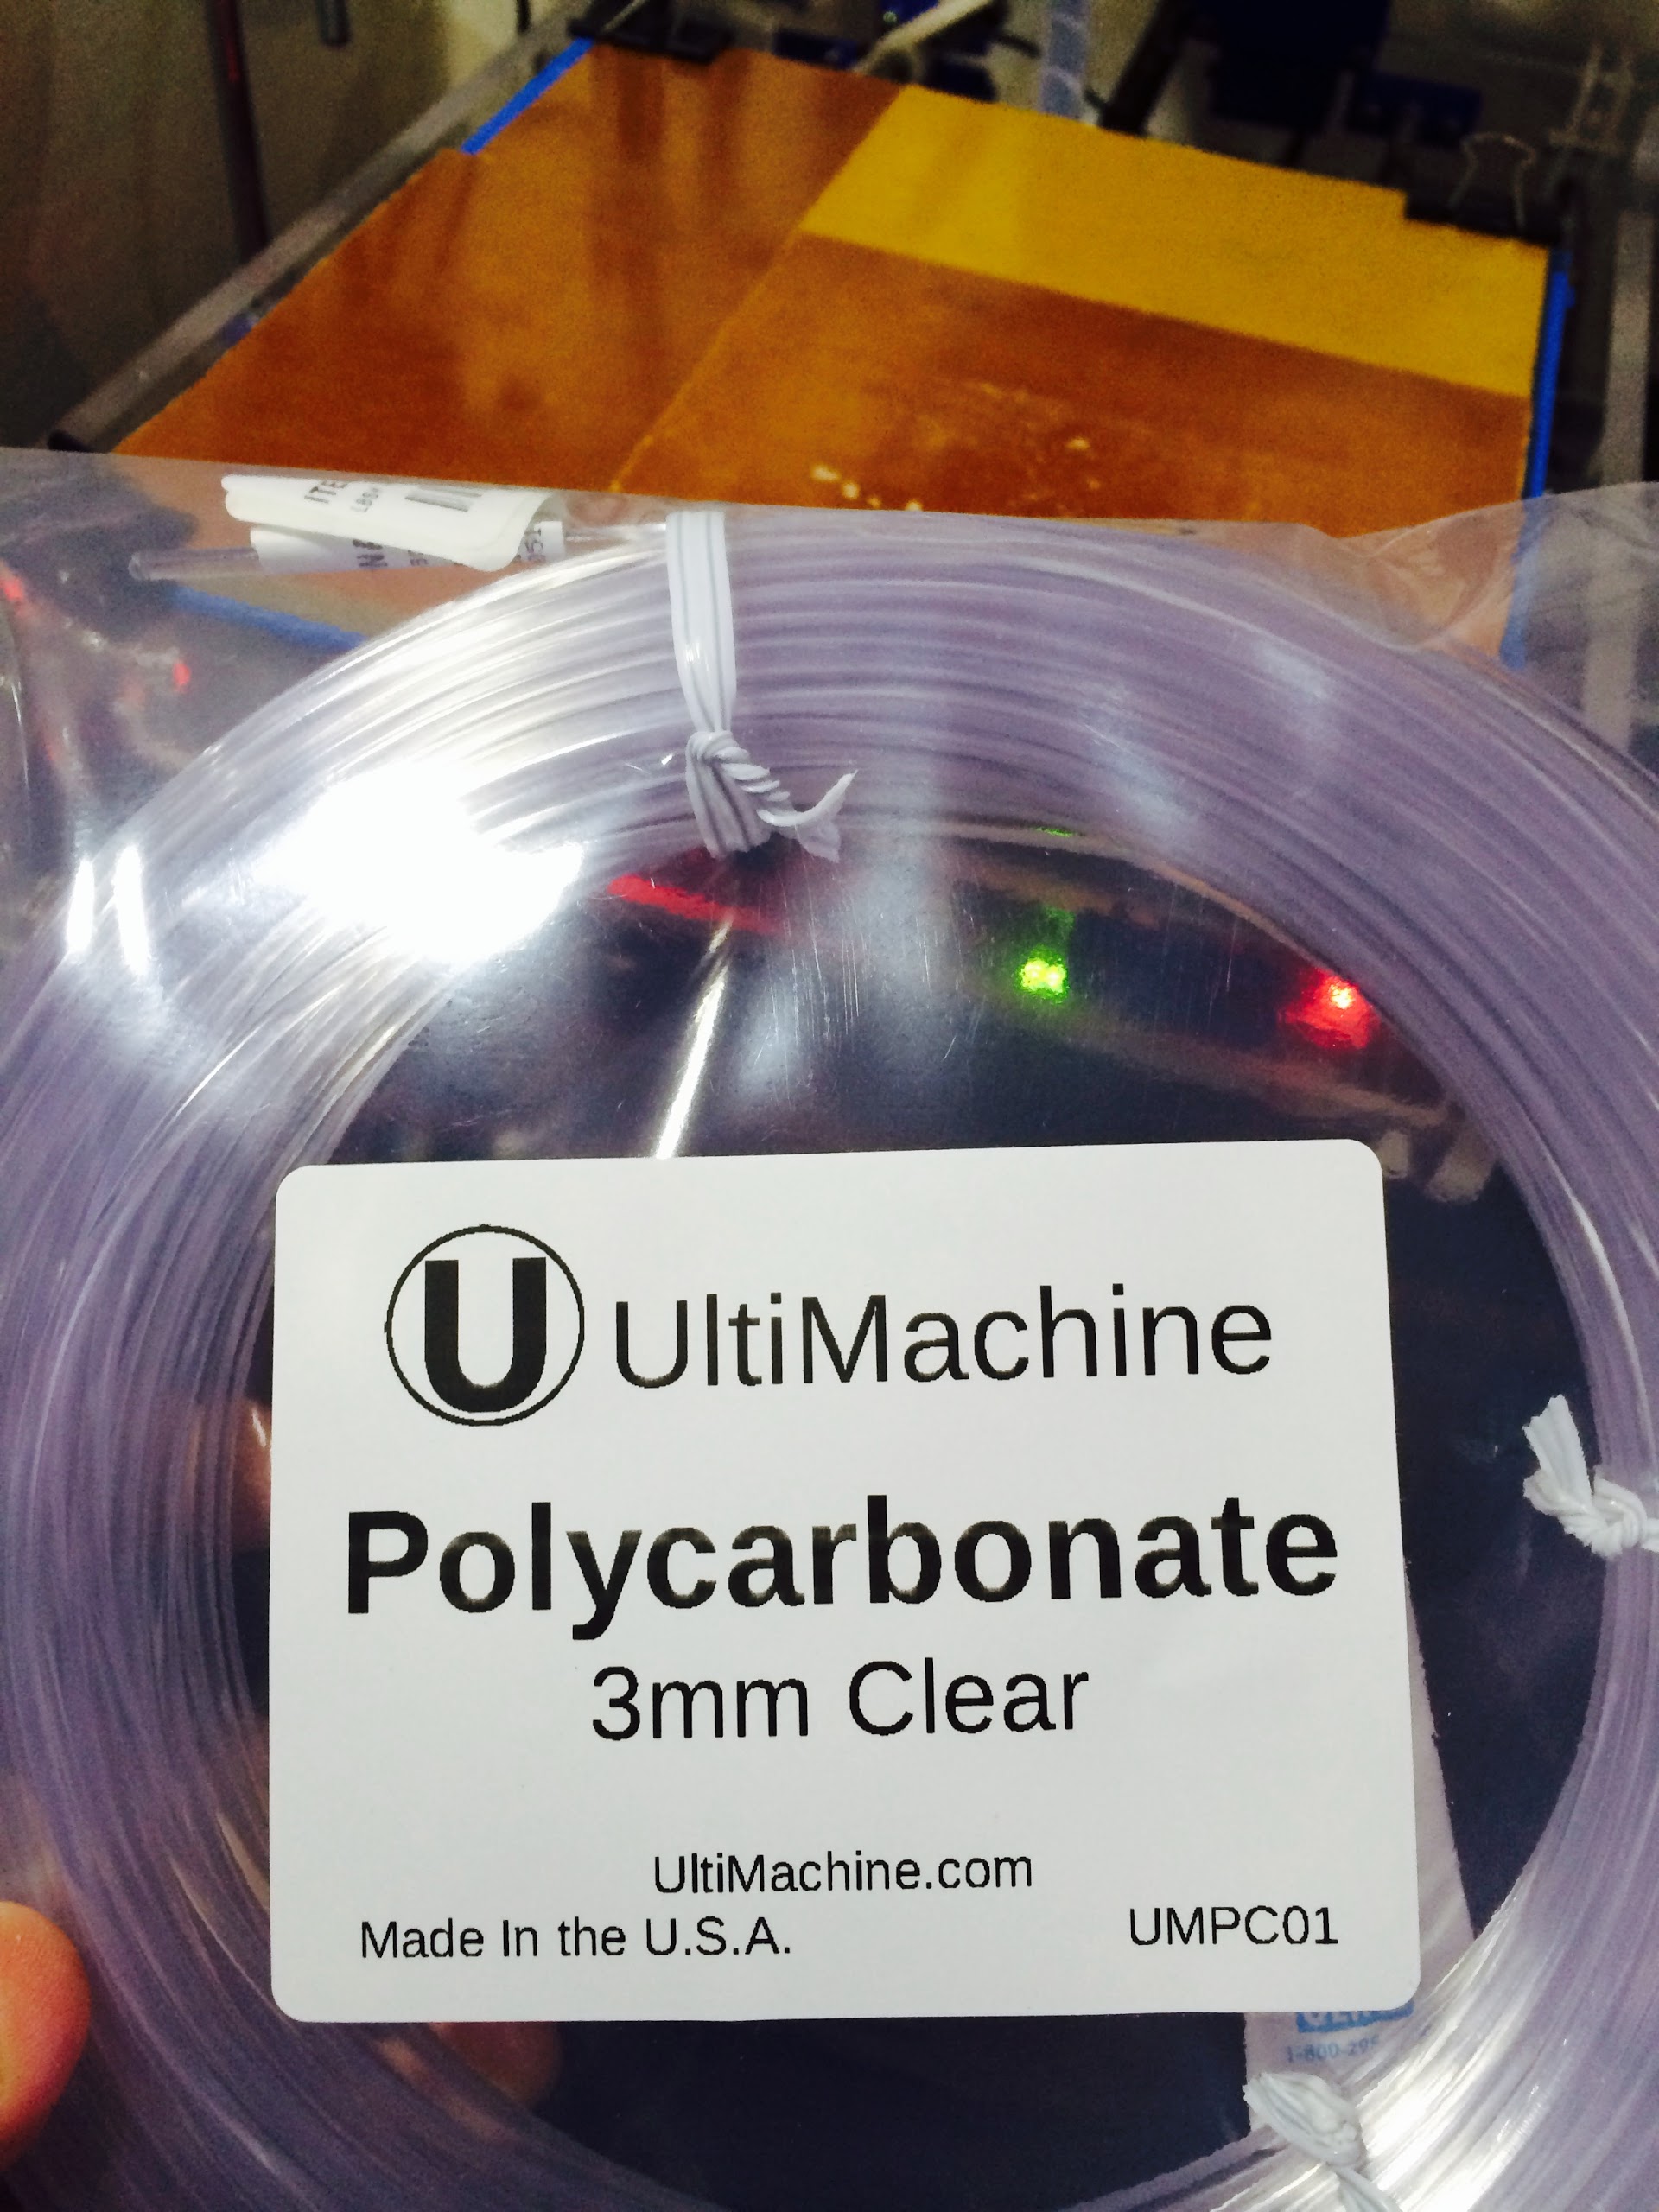 U UltiMachine
Polycarbonate
3mm Clear
UltiMachine.com
Made In the U.S.A.
UMPC01